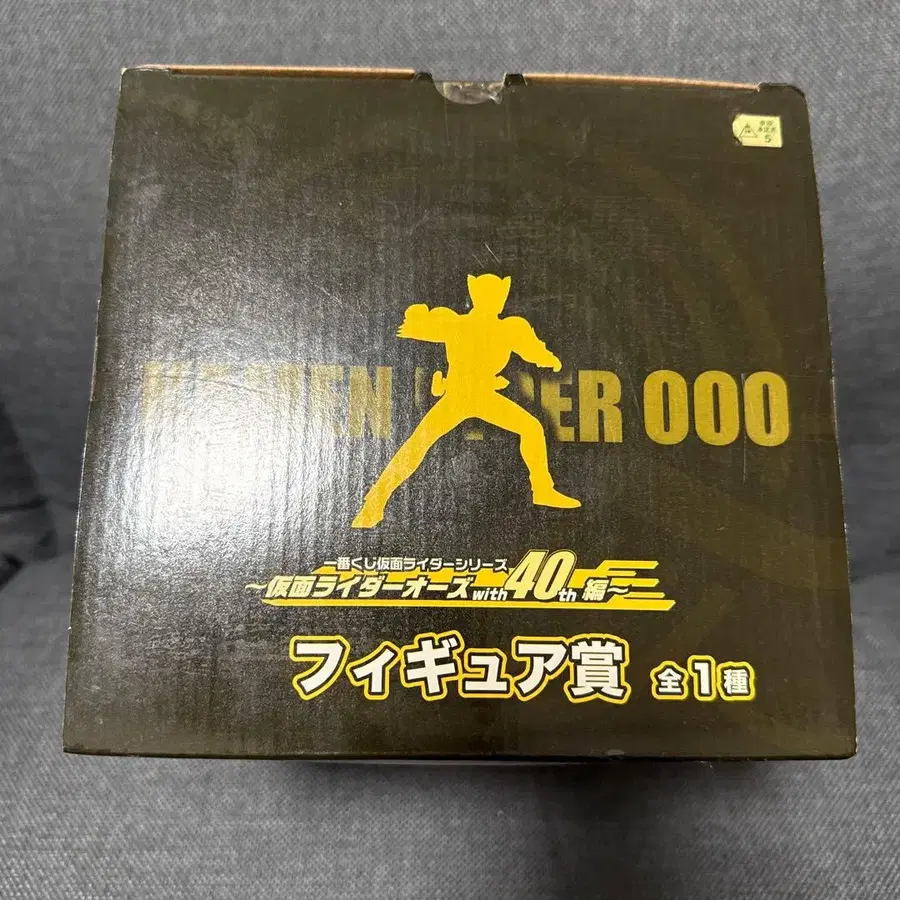 KAMEN RIDER 000
一番くじ仮面ライダーシリーズ
〜仮面ライダーオーズwith40th編〜
フィギュア賞 全1種